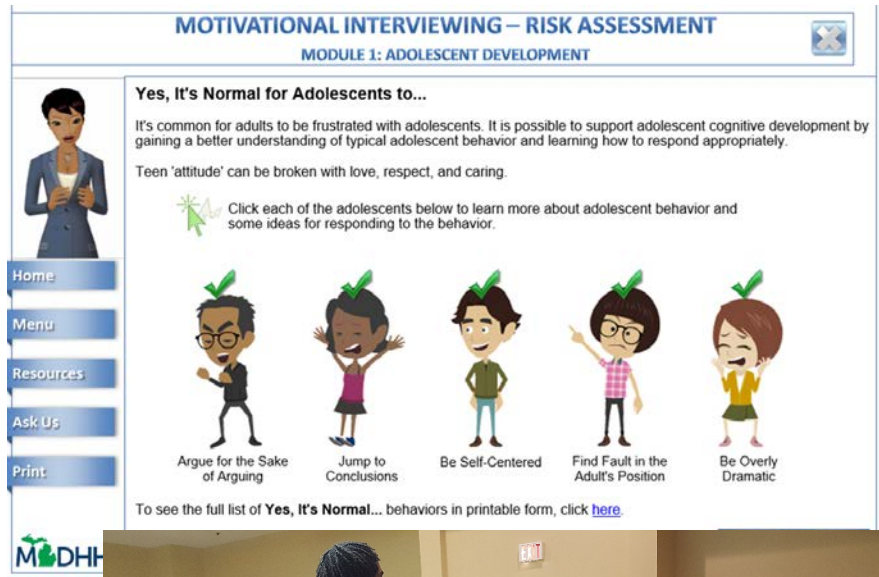 MOTIVATIONAL INTERVIEWING – RISK ASSESSMENT
MODULE 1: ADOLESCENT DEVELOPMENT
Yes, It's Normal for Adolescents to...
It's common for adults to be frustrated with adolescents. It is possible to support adolescent cognitive development by
gaining a better understanding of typical adolescent behavior and learning how to respond appropriately.
Teen 'attitude' can be broken with love, respect, and caring.
Click each of the adolescents below to learn more about adolescent behavior and
some ideas for responding to the behavior.
Home
Menu
Resources
Ask Us
Print
Argue for the Sake
of Arguing
Jump to
Conclusions
Be Self-Centered
Find Fault in the
Adult's Position
Be Overly
Dramatic
To see the full list of Yes, It's Normal... behaviors in printable form, click here.
MDHH
EXIT